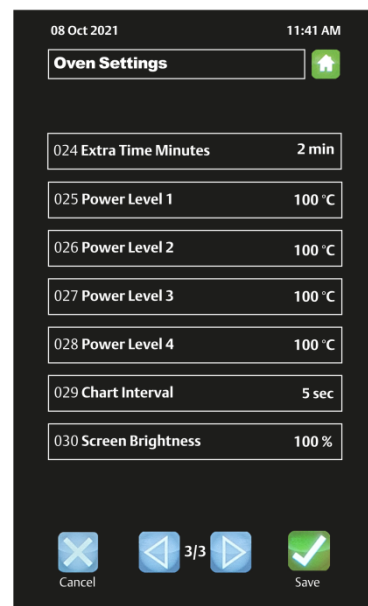 08 Oct 2021 11:41 AM
Oven Settings
024 Extra Time Minutes 2 min
025 Power Level 1 100 °C
026 Power Level 2 100 °C
027 Power Level 3 100 °C
028 Power Level 4 100 °C
029 Chart Interval 5 sec
030 Screen Brightness 100 %
3/3
Cancel Save